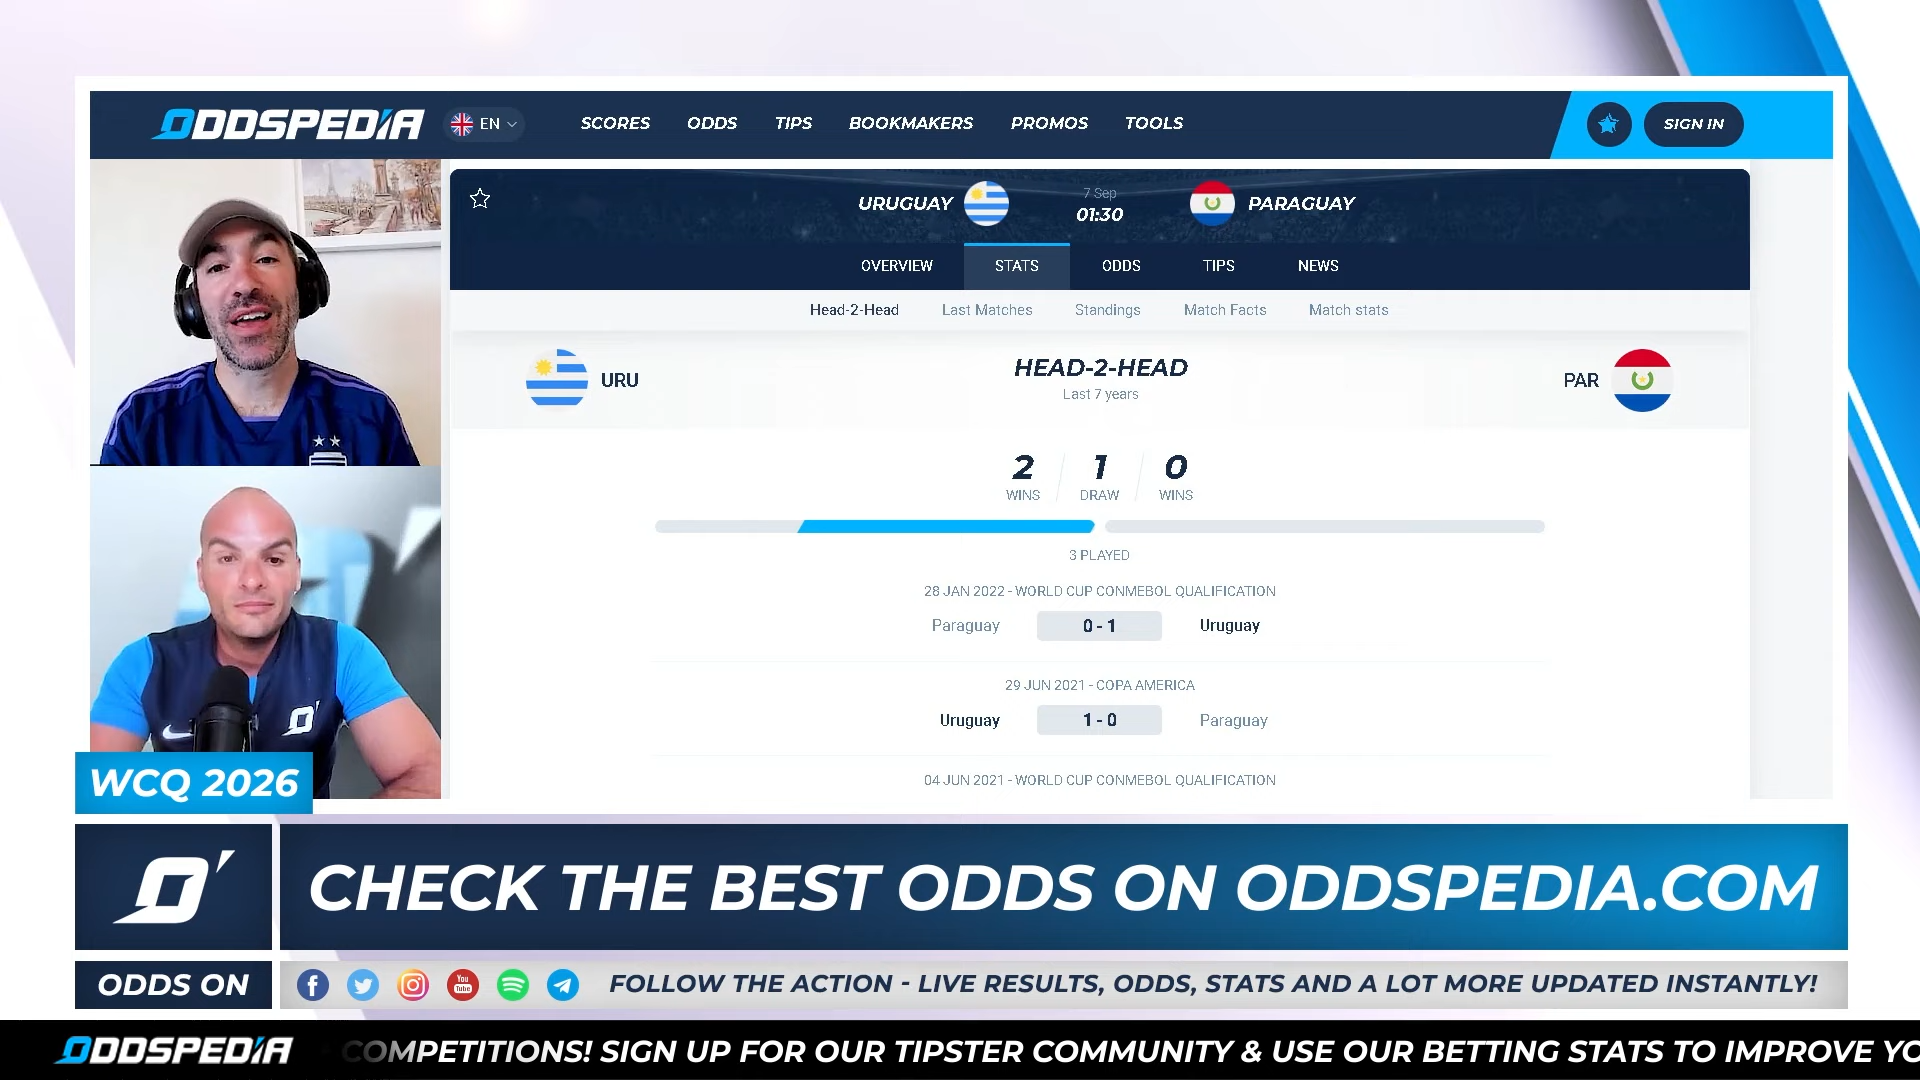 ODDSPEDIA
EN
SCORES
ODDS
TIPS
BOOKMAKERS
PROMOS
TOOLS
SIGN IN
URUGUAY
7 Sep
01:30
PARAGUAY
OVERVIEW
STATS
ODDS
TIPS
NEWS
Head-2-Head
Last Matches
Standings
Match Facts
Match stats
URU
HEAD-2-HEAD
Last 7 years
PAR
2
WINS
1
DRAW
0
WINS
3 PLAYED
28 JAN 2022 - WORLD CUP CONMEBOL QUALIFICATION
Paraguay 0 - 1 Uruguay
29 JUN 2021 - COPA AMERICA
Uruguay 1 - 0 Paraguay
04 JUN 2021 - WORLD CUP CONMEBOL QUALIFICATION
WCQ 2026
CHECK THE BEST ODDS ON ODDSPEDIA.COM
ODDS ON
You
Tube
FOLLOW THE ACTION - LIVE RESULTS, ODDS, STATS AND A LOT MORE UPDATED INSTANTLY!
ODDSPEDIA
COMPETITIONS! SIGN UP FOR OUR TIPSTER COMMUNITY & USE OUR BETTING STATS TO IMPROVE YO